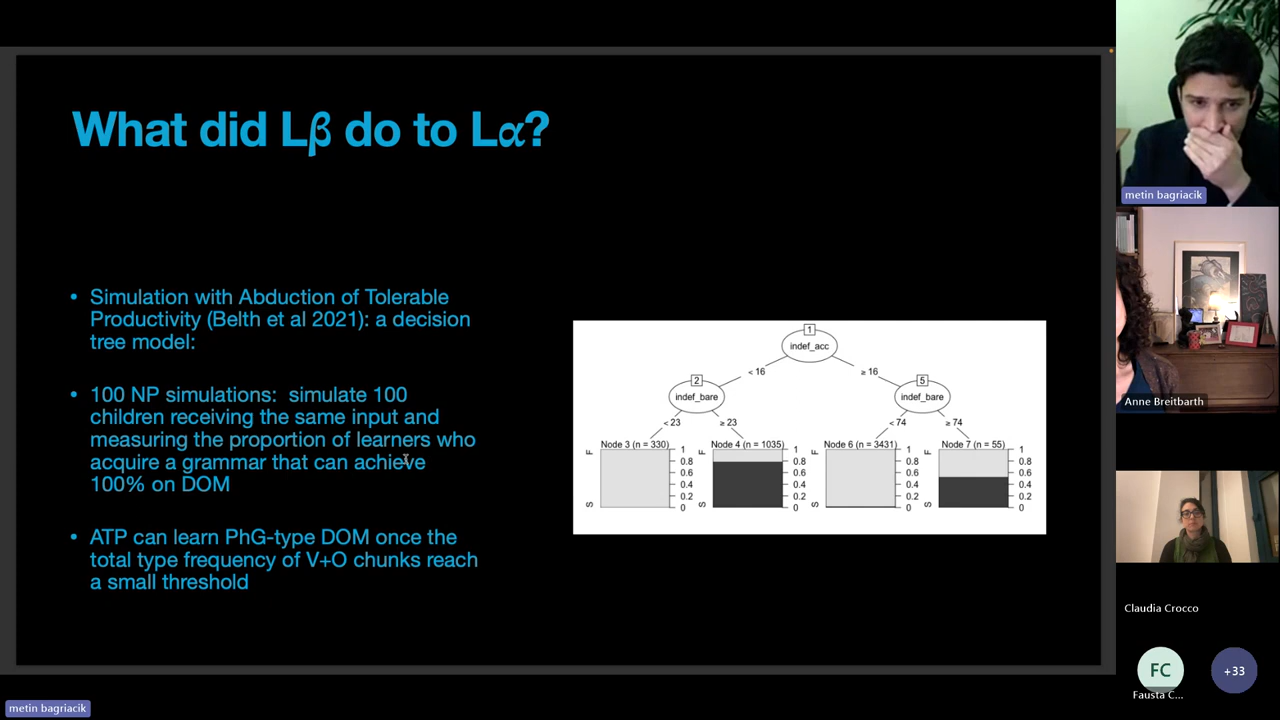 What did Lβ do to Lα?
• Simulation with Abduction of Tolerable
Productivity (Belth et al 2021): a decision
tree model:
• 100 NP simulations: simulate 100
children receiving the same input and
measuring the proportion of learners who
acquire a grammar that can achieve
100% on DOM
• ATP can learn PhG-type DOM once the
total type frequency of V+O chunks reach
a small threshold
1
indef_acc
< 16
≥ 16
2
indef_bare
5
indef_bare
< 23
≥ 23
< 74
≥ 74
Node 3 (n = 330)
F
S
1
0.8
0.6
0.4
0.2
0
Node 4 (n = 1035)
F
S
1
0.8
0.6
0.4
0.2
0
Node 6 (n = 3431)
F
S
1
0.8
0.6
0.4
0.2
0
Node 7 (n = 55)
F
S
1
0.8
0.6
0.4
0.2
0
metin bagriacik
Anne Breitbarth
Claudia Crocco
FC
Fausta C...
+33
metin bagriacik